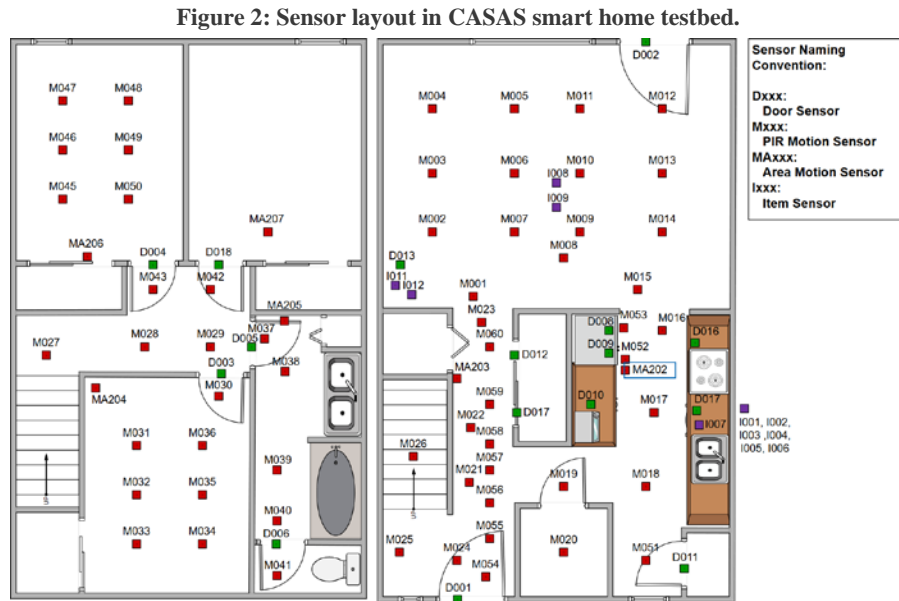 Figure 2: Sensor layout in CASAS smart home testbed.
D002
Sensor Naming
Convention:
Dxxx:
Door Sensor
Mxxx:
PIR Motion Sensor
MAxxx:
Area Motion Sensor
Ixxx:
Item Sensor
M047 M048
M046 M049
M045 M050
MA207
MA206 D004 D018
M043 M042
MA205
M037
M027 M028 M029 D005
M038
D003
M030
MA204
M031 M036
M032 M035 M039
M033 M034 M040
D006
M041
M004 M005 M011 M012
M003 M006 M010 M013
I008
I009
M002 M007 M009 M014
M008
D013
I011 I012
M001 M015
M023 M053 M016
M060 D008 D016
D012 D009 M052
MA203 MA202
M059 D010 M017 D017
D017
M022 I007
M058
I001, I002,
I003 ,I004,
I005, I006
M026
M057
M021 M019 M018
M056
M055
M025 M024 M020 M051 D011
M054
D001